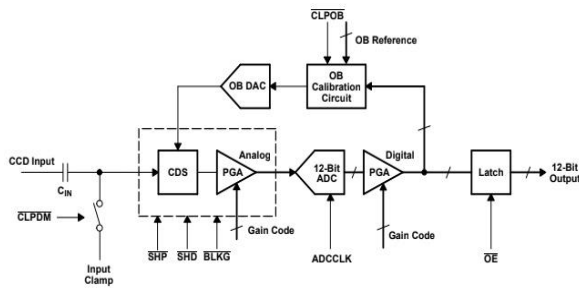 CLPOB
OB Reference
OB DAC
OB
Calibration
Circuit
Analog
Digital
CCD Input
CIN
CDS
PGA
12-Bit
ADC
PGA
Latch
12-Bit
Output
CLPDM
Gain Code
Gain Code
SHP
SHD
BLKG
ADCCLK
OE
Input
Clamp